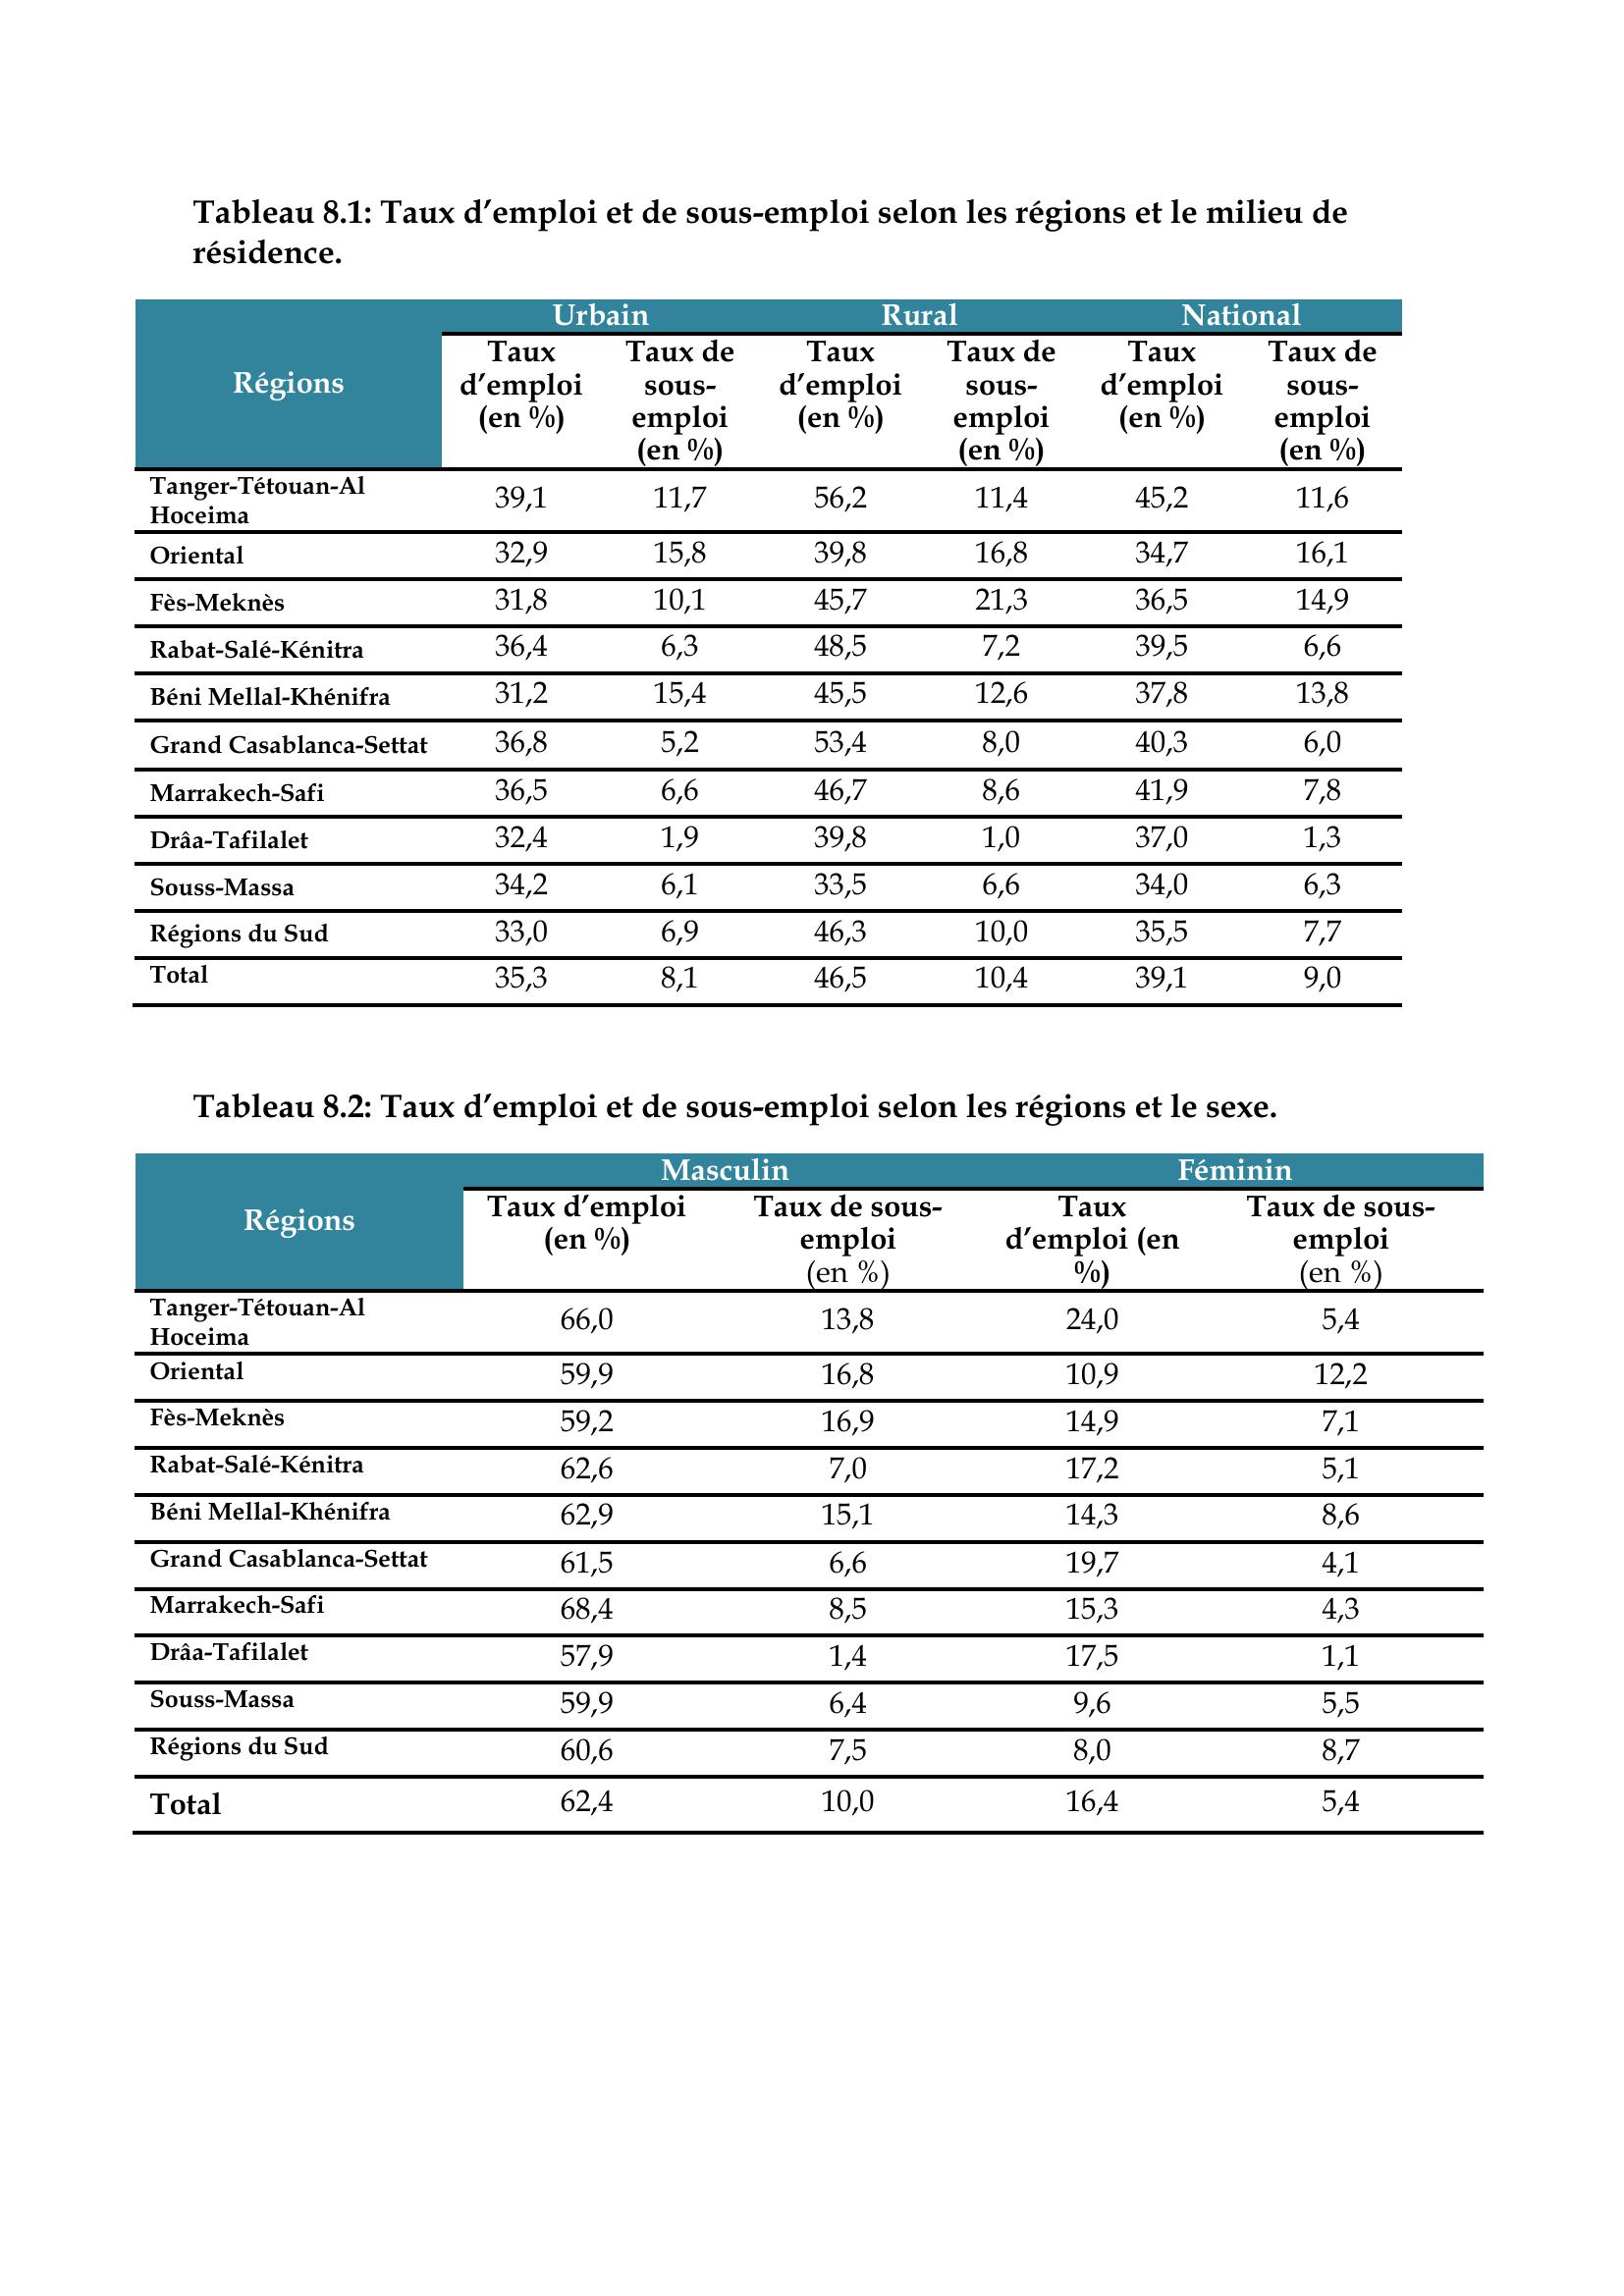 Tableau 8.1: Taux d’emploi et de sous-emploi selon les régions et le milieu de
résidence.
Régions Urbain Rural National
Taux d’emploi (en %) Taux de sous-emploi (en %) Taux d’emploi (en %) Taux de sous-emploi (en %) Taux d’emploi (en %) Taux de sous-emploi (en %)
Tanger-Tétouan-Al Hoceima 39,1 11,7 56,2 11,4 45,2 11,6
Oriental 32,9 15,8 39,8 16,8 34,7 16,1
Fès-Meknès 31,8 10,1 45,7 21,3 36,5 14,9
Rabat-Salé-Kénitra 36,4 6,3 48,5 7,2 39,5 6,6
Béni Mellal-Khénifra 31,2 15,4 45,5 12,6 37,8 13,8
Grand Casablanca-Settat 36,8 5,2 53,4 8,0 40,3 6,0
Marrakech-Safi 36,5 6,6 46,7 8,6 41,9 7,8
Drâa-Tafilalet 32,4 1,9 39,8 1,0 37,0 1,3
Souss-Massa 34,2 6,1 33,5 6,6 34,0 6,3
Régions du Sud 33,0 6,9 46,3 10,0 35,5 7,7
Total 35,3 8,1 46,5 10,4 39,1 9,0
Tableau 8.2: Taux d’emploi et de sous-emploi selon les régions et le sexe.
Régions Masculin Féminin
Taux d’emploi (en %) Taux de sous-emploi (en %) Taux d’emploi (en %) Taux de sous-emploi (en %)
Tanger-Tétouan-Al Hoceima 66,0 13,8 24,0 5,4
Oriental 59,9 16,8 10,9 12,2
Fès-Meknès 59,2 16,9 14,9 7,1
Rabat-Salé-Kénitra 62,6 7,0 17,2 5,1
Béni Mellal-Khénifra 62,9 15,1 14,3 8,6
Grand Casablanca-Settat 61,5 6,6 19,7 4,1
Marrakech-Safi 68,4 8,5 15,3 4,3
Drâa-Tafilalet 57,9 1,4 17,5 1,1
Souss-Massa 59,9 6,4 9,6 5,5
Régions du Sud 60,6 7,5 8,0 8,7
Total 62,4 10,0 16,4 5,4